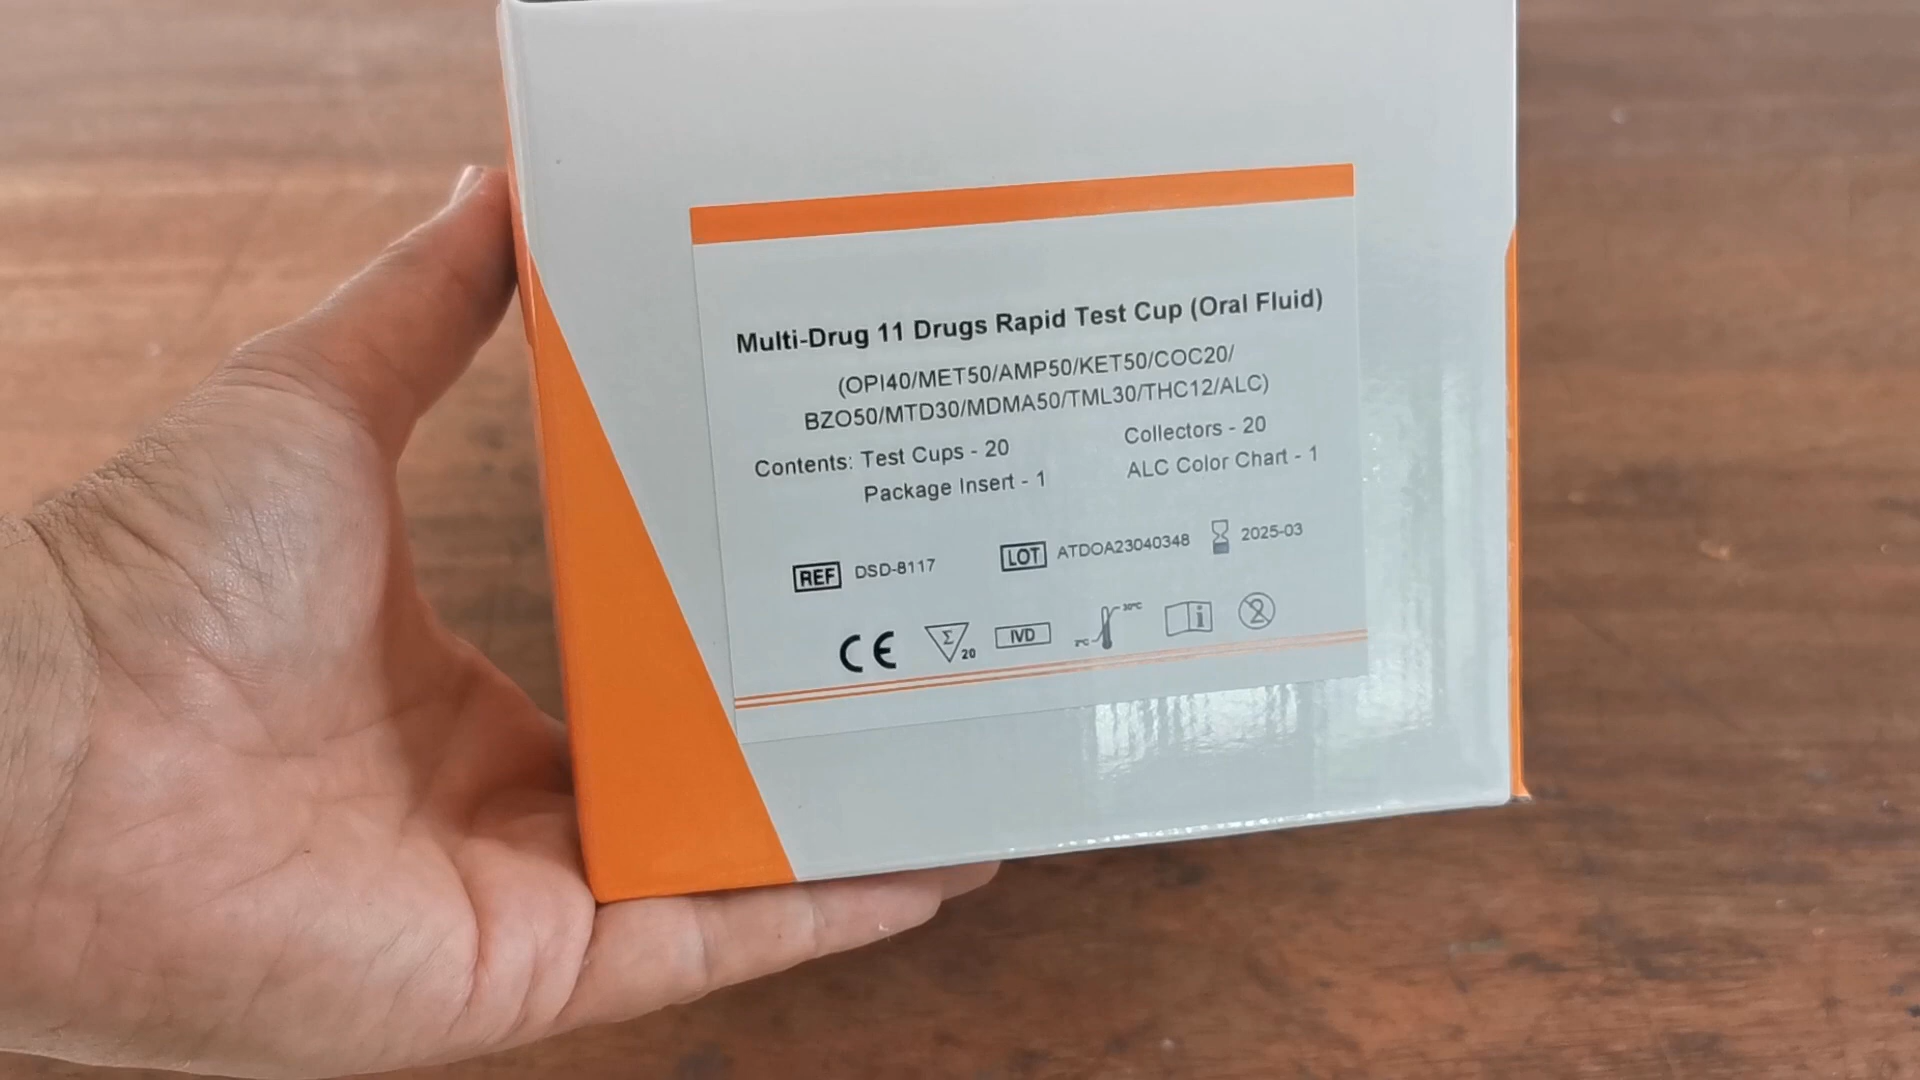 Multi-Drug 11 Drugs Rapid Test Cup (Oral Fluid)
(OPI40/MET50/AMP50/KET50/COC20/
BZO50/MTD30/MDMA50/TML30/THC12/ALC)
Contents: Test Cups - 20 Collectors - 20
Package Insert - 1 ALC Color Chart - 1
REF DSD-8117 LOT ATDOA23040348 2025-03
CE Σ 20 IVD 2°C 30°C i 2